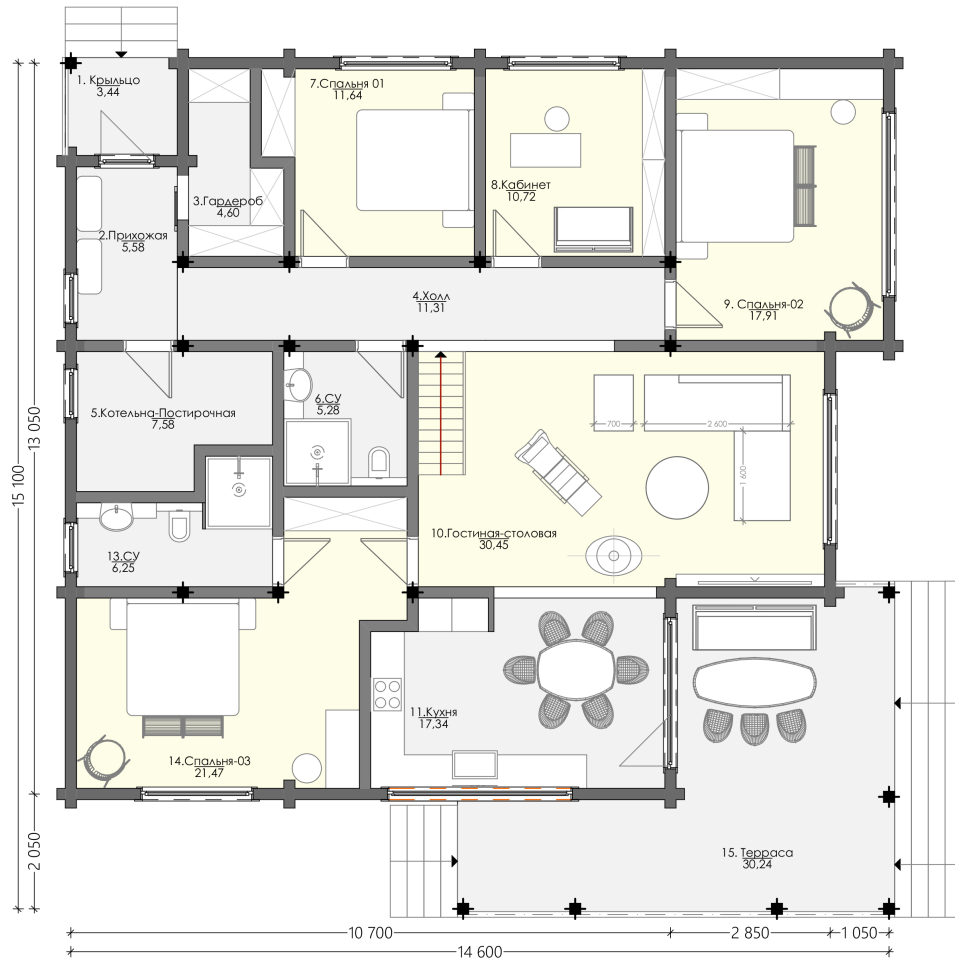 1. Крыльцо
3,44
7.Спальня 01
11,64
8.Кабинет
10,72
3.Гардероб
4,60
2.Прихожая
5,58
4.Холл
11,31
9. Спальня-02
17,91
5.Котельна-Постирочная
7,58
6.СУ
5,28
700
2 600
1 600
10.Гостиная-столовая
30,45
13.СУ
6,25
11.Кухня
17,34
14.Спальня-03
21,47
15. Терраса
30,24
13 050
15 100
2 050
10 700
2 850
1 050
14 600